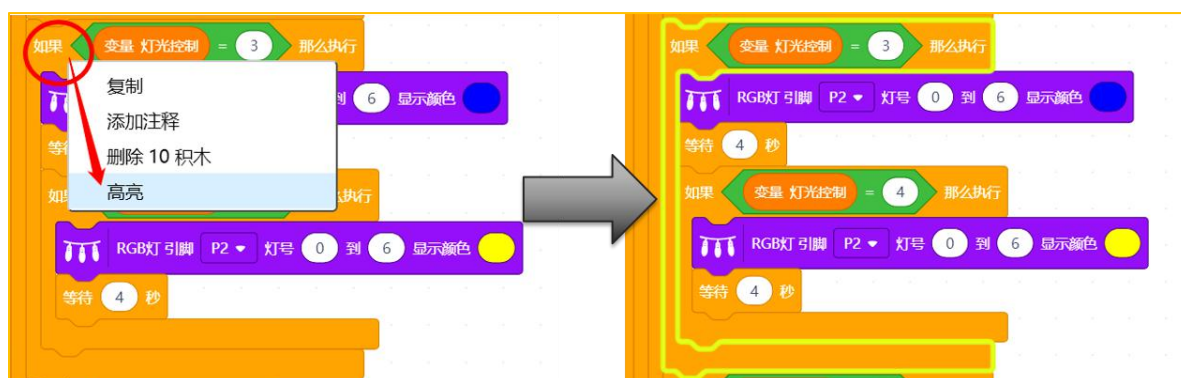 如果 变量 灯光控制 = 3 那么执行
复制
添加注释
删除 10 积木
高亮
到 6 显示颜色
等
如
执行
RGB灯 引脚 P2 灯号 0 到 6 显示颜色
等待 4 秒
如果 变量 灯光控制 = 3 那么执行
RGB灯 引脚 P2 灯号 0 到 6 显示颜色
等待 4 秒
如果 变量 灯光控制 = 4 那么执行
RGB灯 引脚 P2 灯号 0 到 6 显示颜色
等待 4 秒